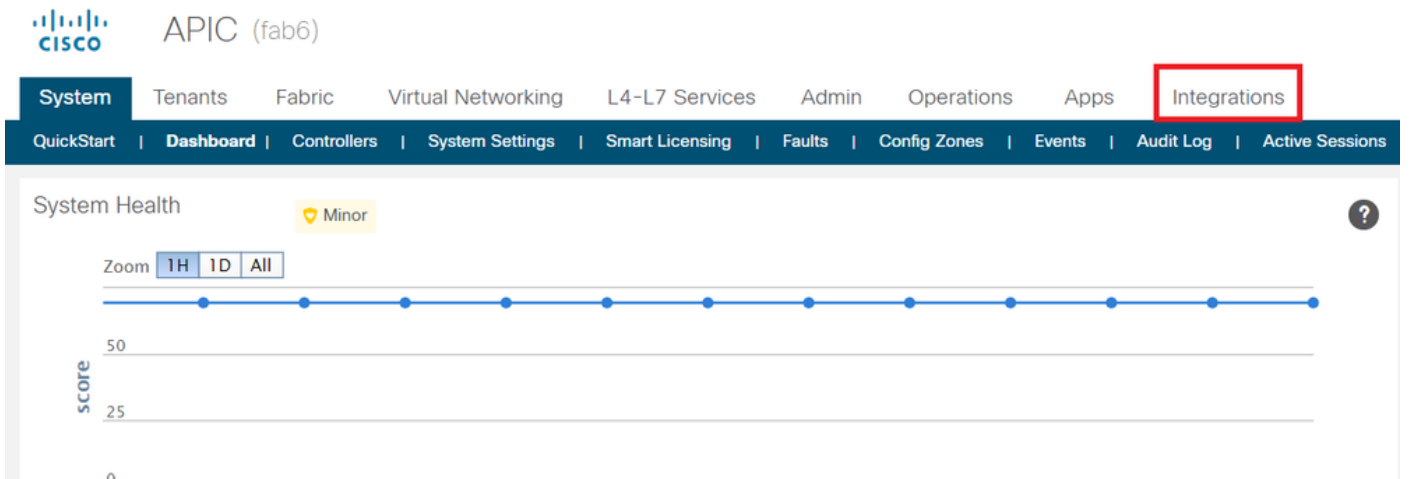 CISCO APIC (fab6)
System Tenants Fabric Virtual Networking L4-L7 Services Admin Operations Apps Integrations
QuickStart | Dashboard | Controllers | System Settings | Smart Licensing | Faults | Config Zones | Events | Audit Log | Active Sessions
System Health Minor ?
Zoom 1H 1D All
50
score
25
0